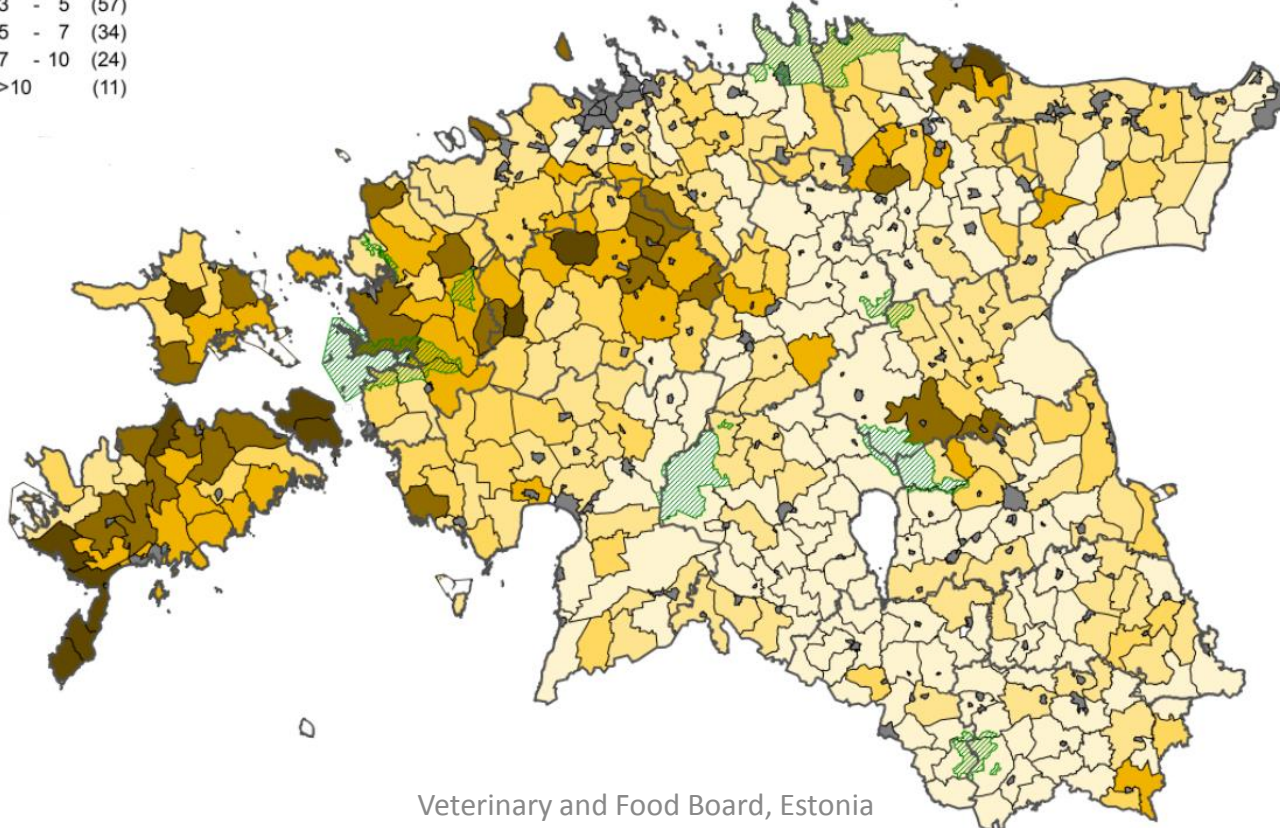 3 - 5 (57)
5 - 7 (34)
7 - 10 (24)
>10 (11)
Veterinary and Food Board, Estonia